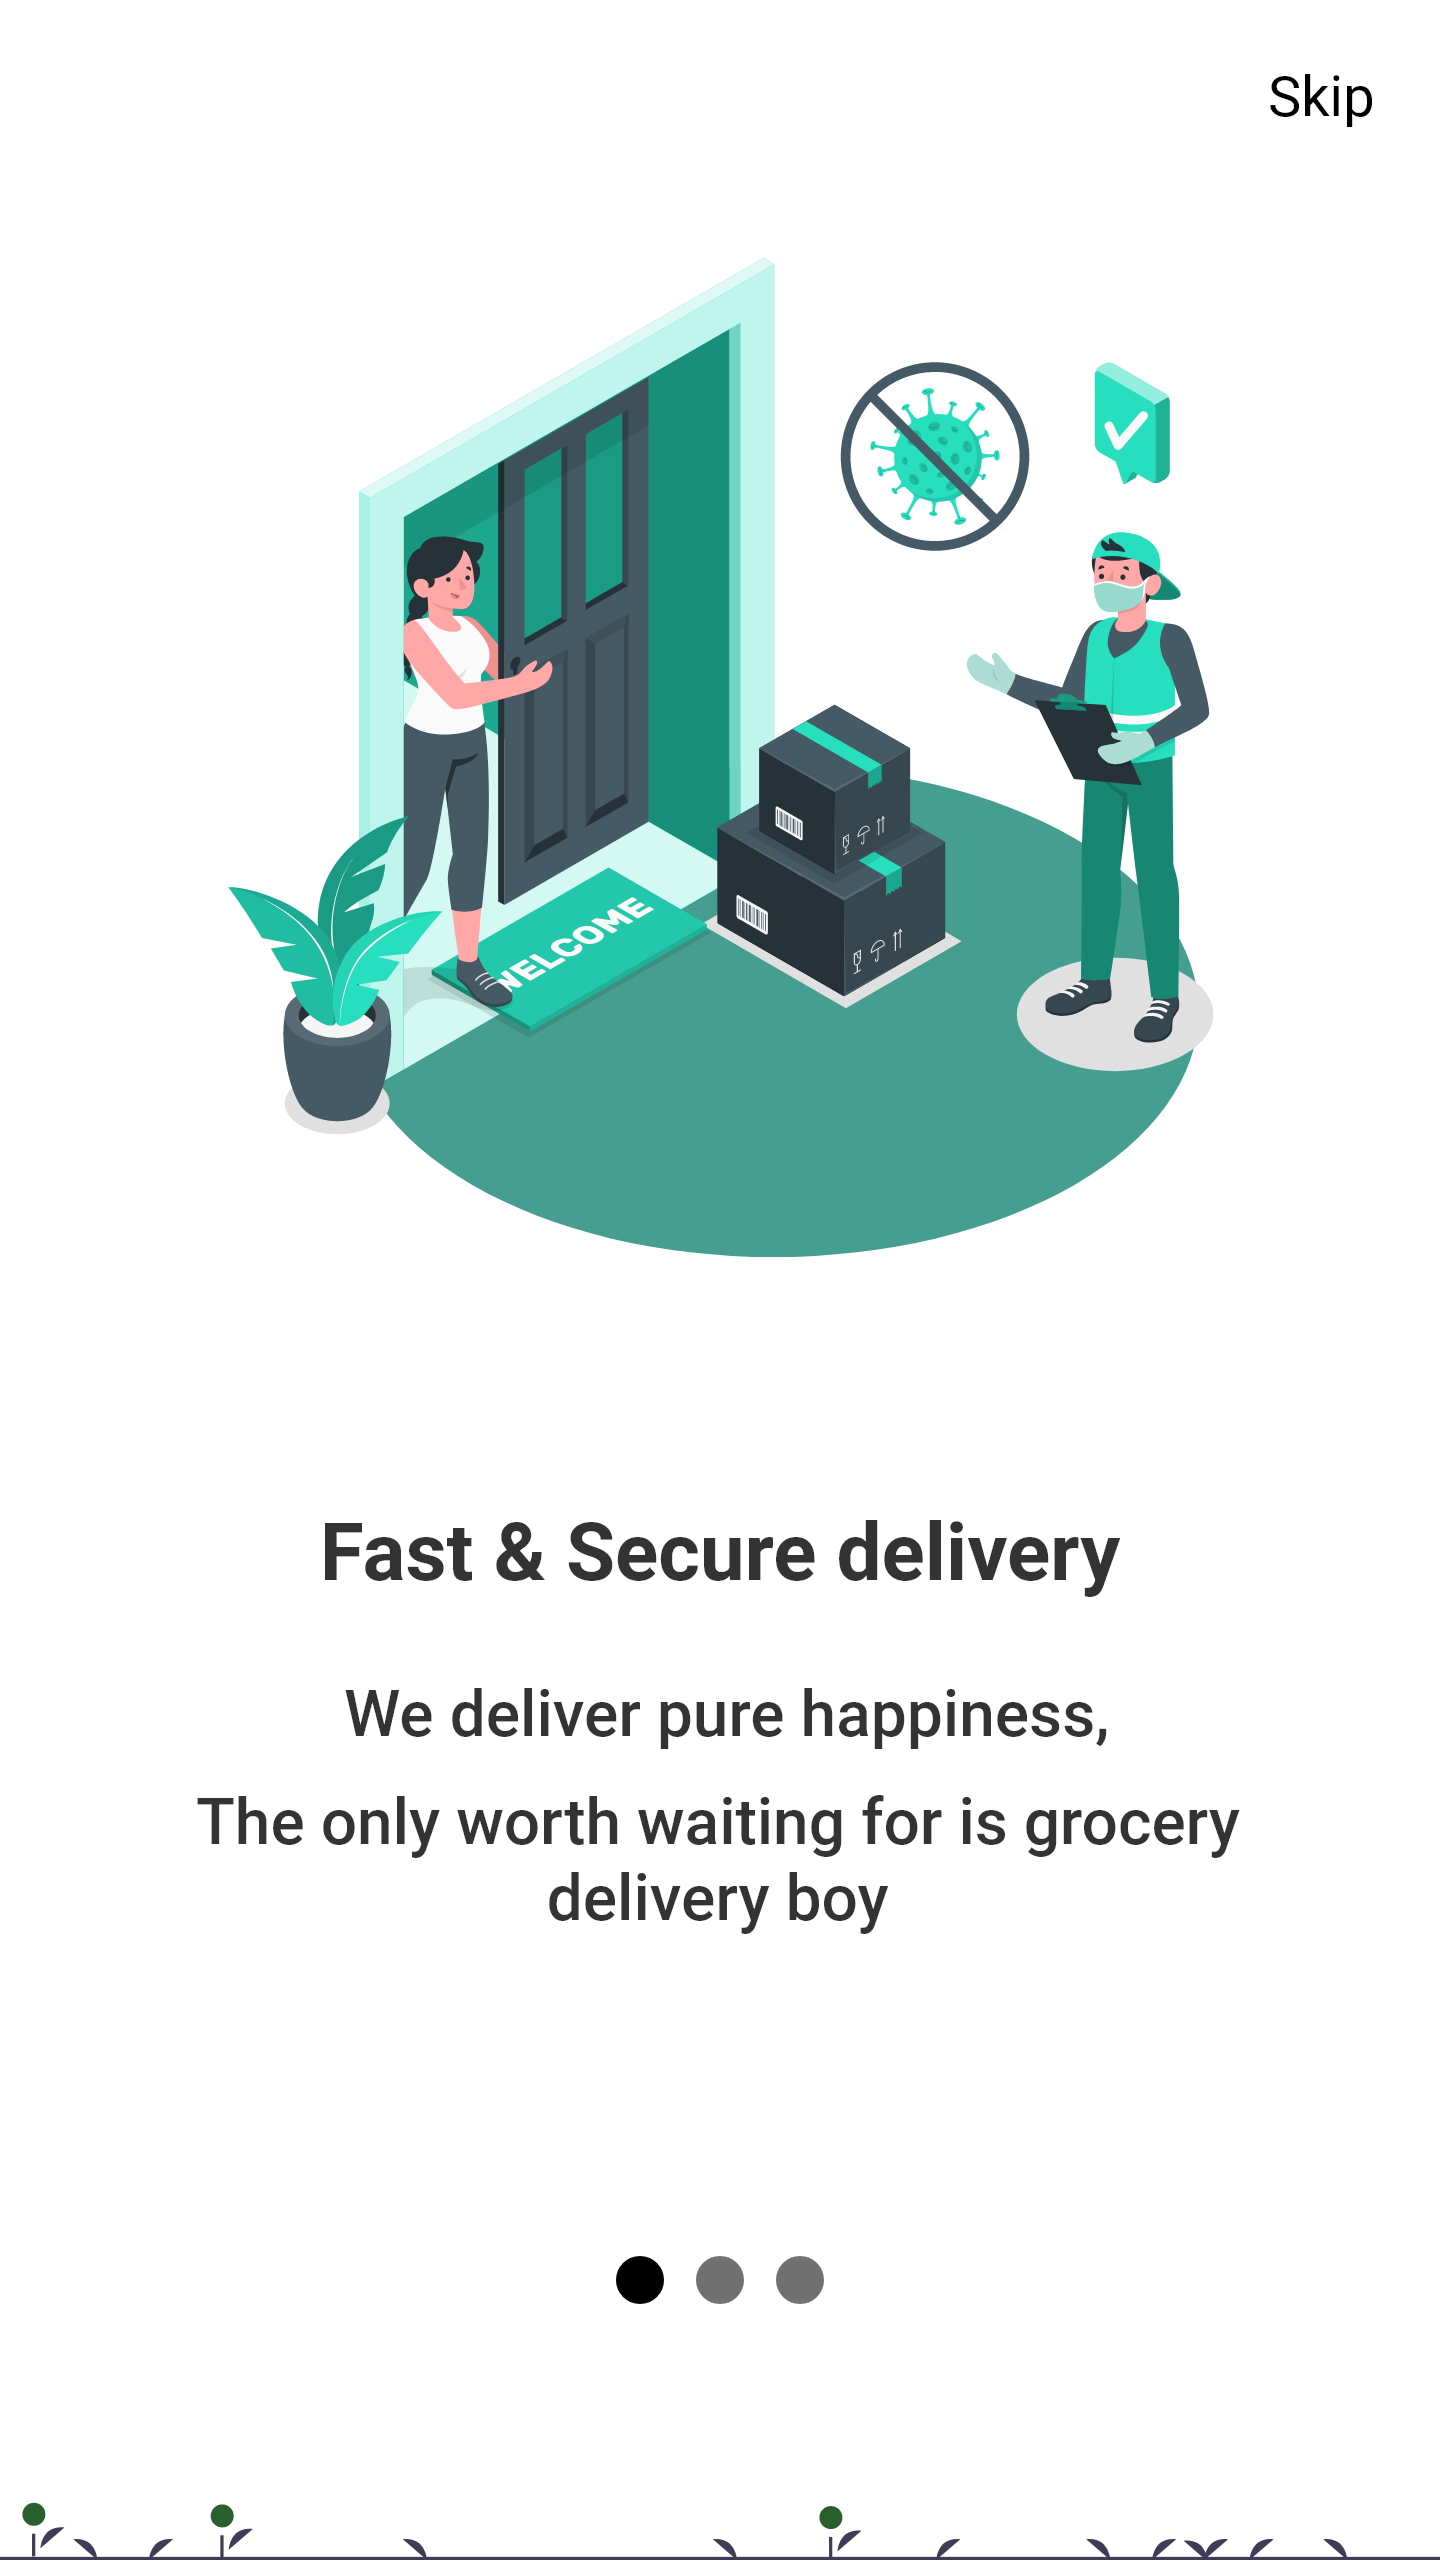 Skip
WELCOME
Fast & Secure delivery
We deliver pure happiness,
The only worth waiting for is grocery
delivery boy